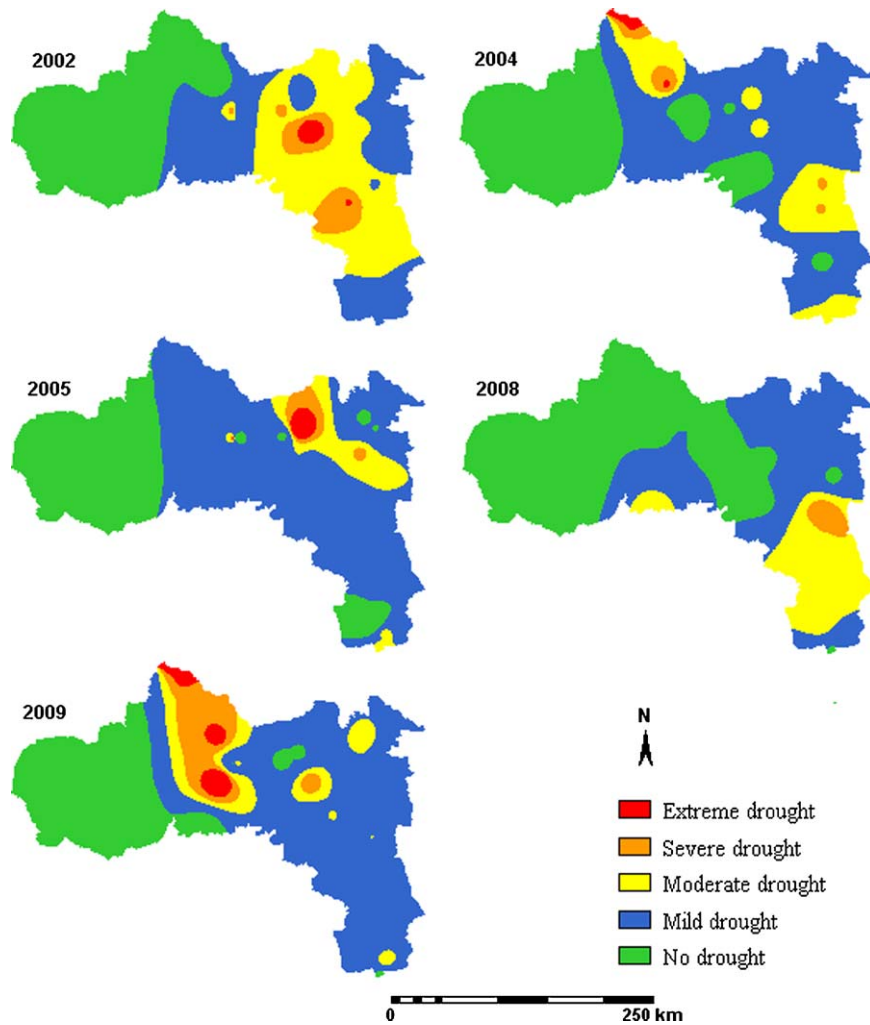 2002
2004
2005
2008
2009
N
Extreme drought
Severe drought
Moderate drought
Mild drought
No drought
0 250 km